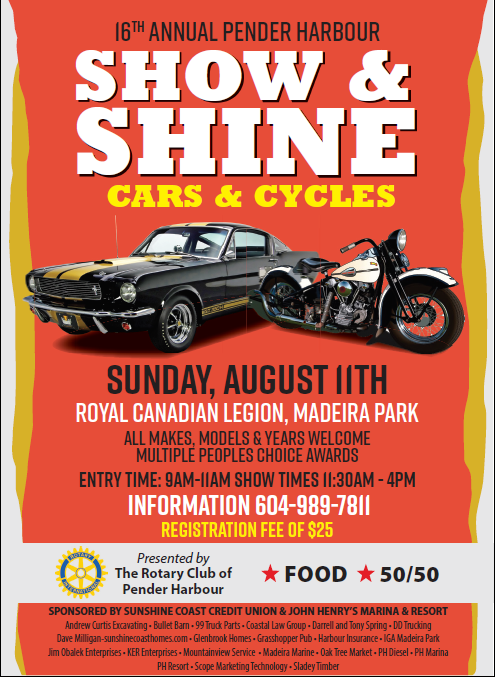 16TH ANNUAL PENDER HARBOUR
SHOW &
SHINE
CARS & CYCLES
SUNDAY, AUGUST 11TH
ROYAL CANADIAN LEGION, MADEIRA PARK
ALL MAKES, MODELS & YEARS WELCOME
MULTIPLE PEOPLES CHOICE AWARDS
ENTRY TIME: 9AM-11AM SHOW TIMES 11:30AM - 4PM
INFORMATION 604-989-7811
REGISTRATION FEE OF $25
ROTARY
INTERNATIONAL
Presented by
The Rotary Club of
Pender Harbour
★ FOOD ★ 50/50
SPONSORED BY SUNSHINE COAST CREDIT UNION & JOHN HENRY'S MARINA & RESORT
Andrew Curtis Excavating • Bullet Barn • 99 Truck Parts • Coastal Law Group • Darrell and Tony Spring • DD Trucking
Dave Milligan-sunshinecoasthomes.com • Glenbrook Homes • Grasshopper Pub • Harbour Insurance • IGA Madeira Park
Jim Obalek Enterprises • KER Enterprises • Mountainview Service • Madeira Marine • Oak Tree Market • PH Diesel • PH Marina
PH Resort • Scope Marketing Technology • Sladey Timber